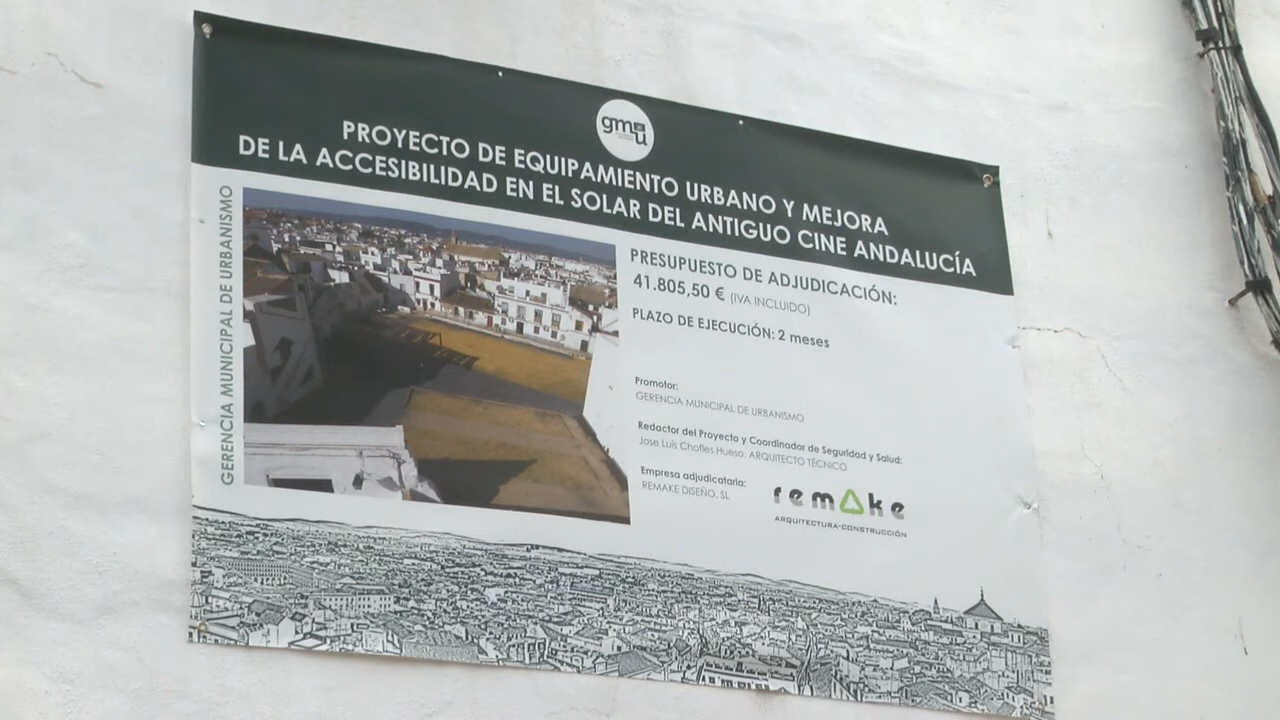 gmu
PROYECTO DE EQUIPAMIENTO URBANO Y MEJORA
DE LA ACCESIBILIDAD EN EL SOLAR DEL ANTIGUO CINE ANDALUCÍA
GERENCIA MUNICIPAL DE URBANISMO
PRESUPUESTO DE ADJUDICACIÓN:
41.805,50 € (IVA INCLUIDO)
PLAZO DE EJECUCIÓN: 2 meses
Promotor:
GERENCIA MUNICIPAL DE URBANISMO
Redactor del Proyecto y Coordinador de Seguridad y Salud:
Jose Luis Chofles Hueso. ARQUITECTO TÉCNICO
Empresa adjudicataria:
REMAKE DISEÑO, SL
remake
ARQUITECTURA-CONSTRUCCIÓN